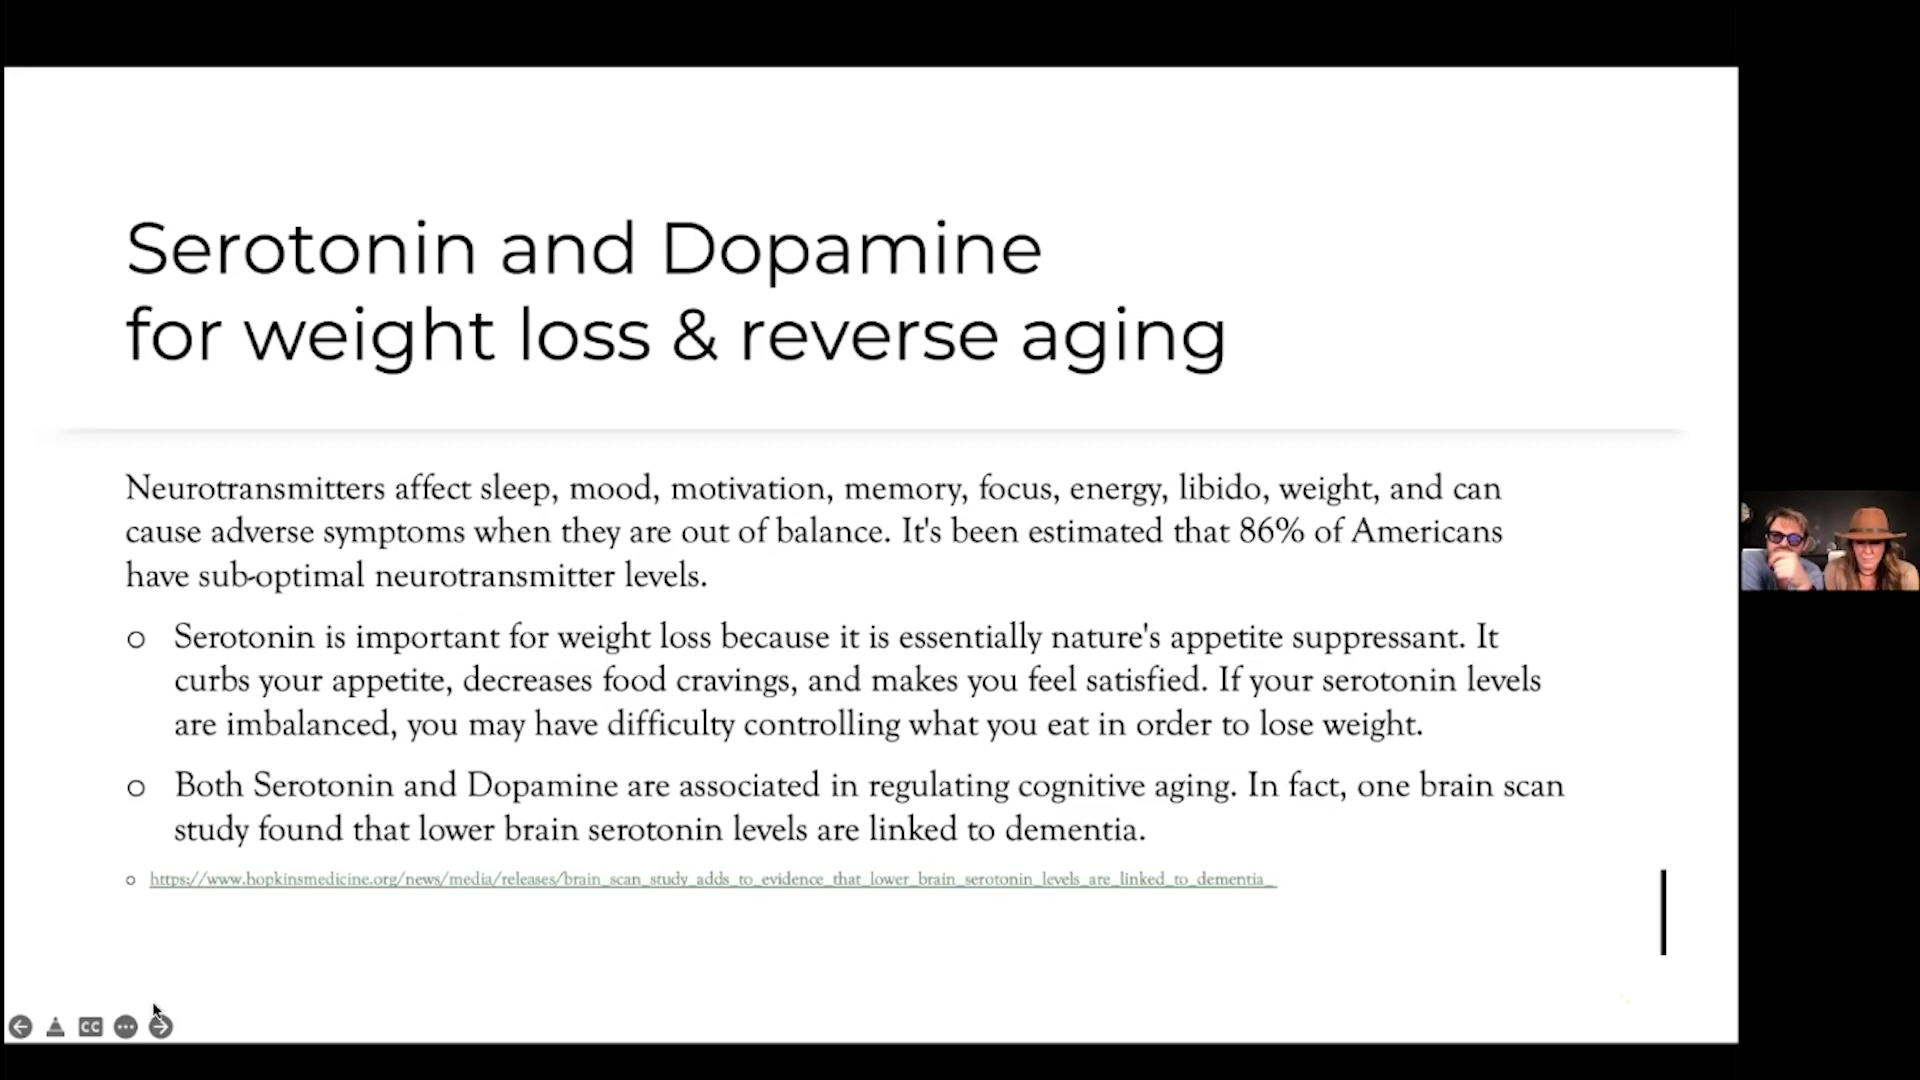 Serotonin and Dopamine
for weight loss & reverse aging
Neurotransmitters affect sleep, mood, motivation, memory, focus, energy, libido, weight, and can
cause adverse symptoms when they are out of balance. It's been estimated that 86% of Americans
have sub-optimal neurotransmitter levels.
o Serotonin is important for weight loss because it is essentially nature's appetite suppressant. It
curbs your appetite, decreases food cravings, and makes you feel satisfied. If your serotonin levels
are imbalanced, you may have difficulty controlling what you eat in order to lose weight.
o Both Serotonin and Dopamine are associated in regulating cognitive aging. In fact, one brain scan
study found that lower brain serotonin levels are linked to dementia.
o https://www.hopkinsmedicine.org/news/media/releases/brain_scan_study_adds_to_evidence_that_lower_brain_serotonin_levels_are_linked_to_dementia_
CC